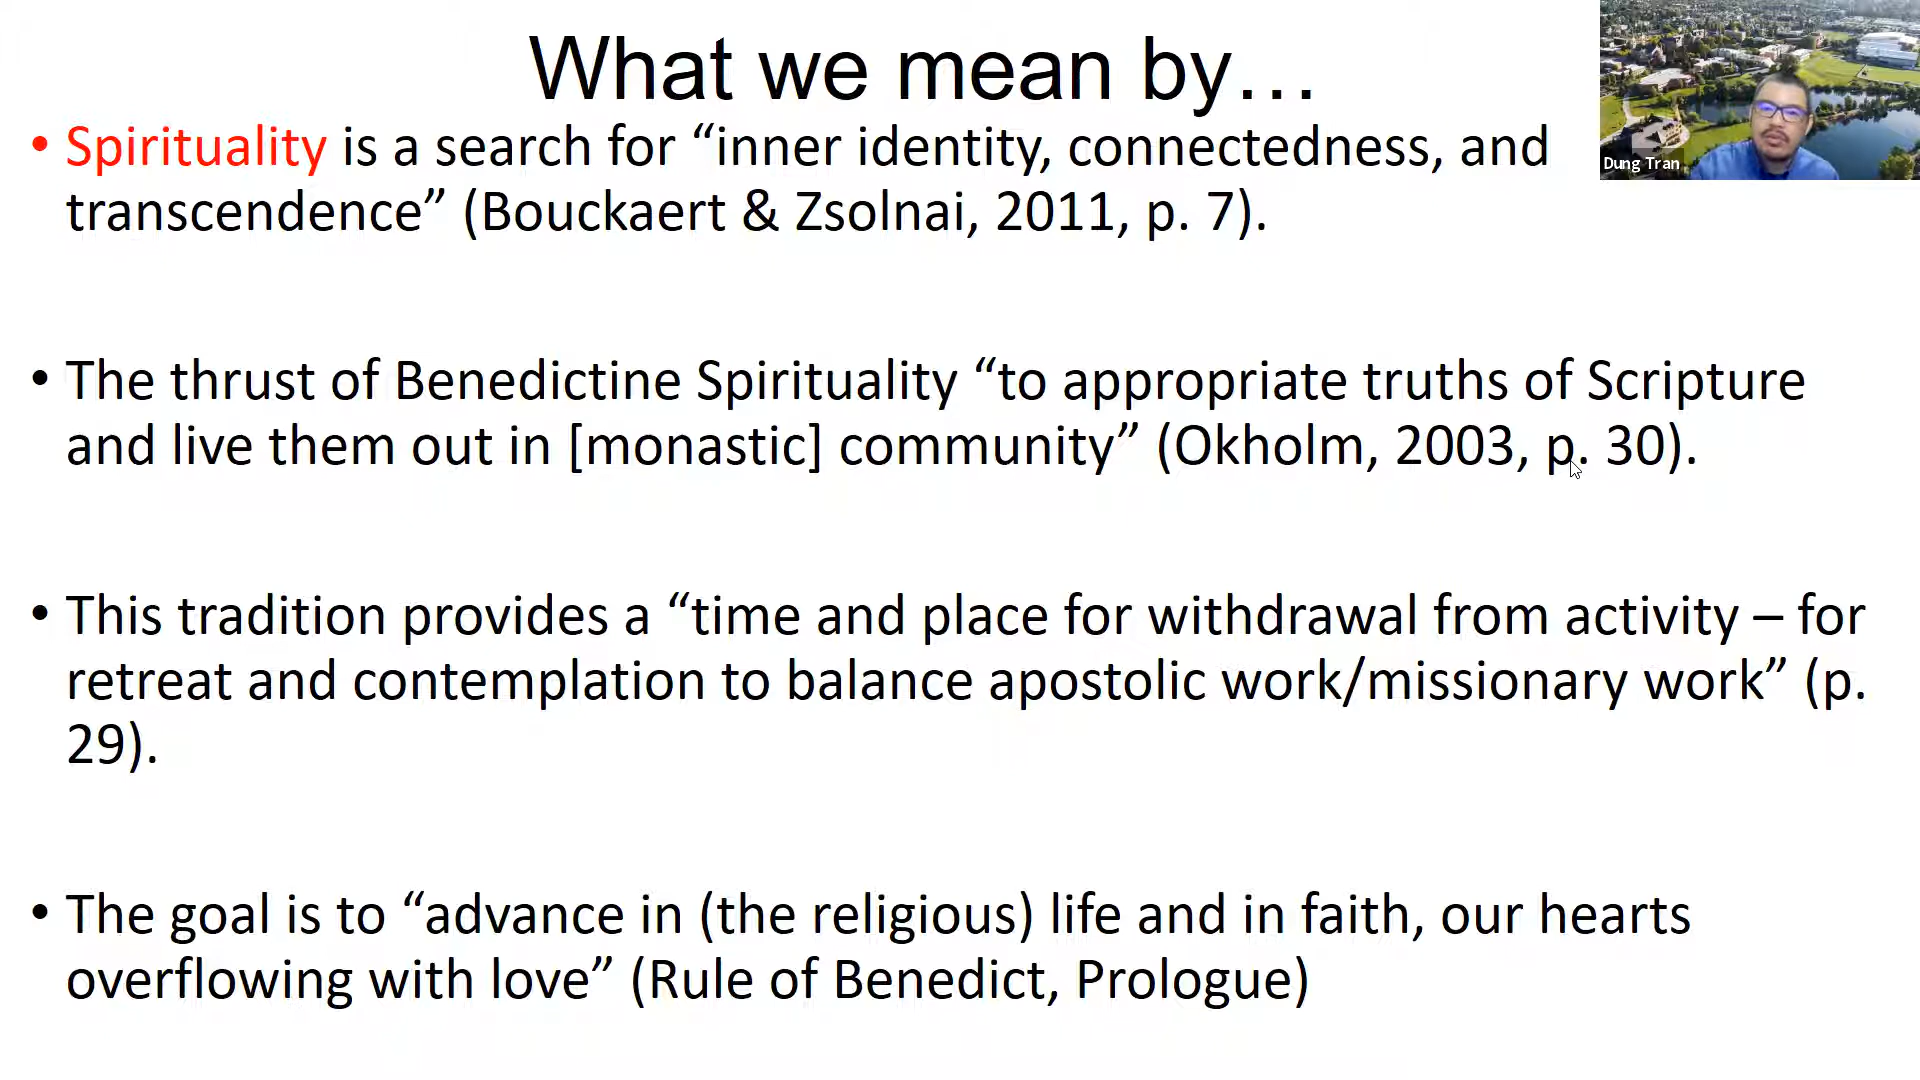 What we mean by…
• Spirituality is a search for “inner identity, connectedness, and
transcendence” (Bouckaert & Zsolnai, 2011, p. 7).
• The thrust of Benedictine Spirituality “to appropriate truths of Scripture
and live them out in [monastic] community” (Okholm, 2003, p. 30).
• This tradition provides a “time and place for withdrawal from activity – for
retreat and contemplation to balance apostolic work/missionary work” (p.
29).
• The goal is to “advance in (the religious) life and in faith, our hearts
overflowing with love” (Rule of Benedict, Prologue)
Dung Tran